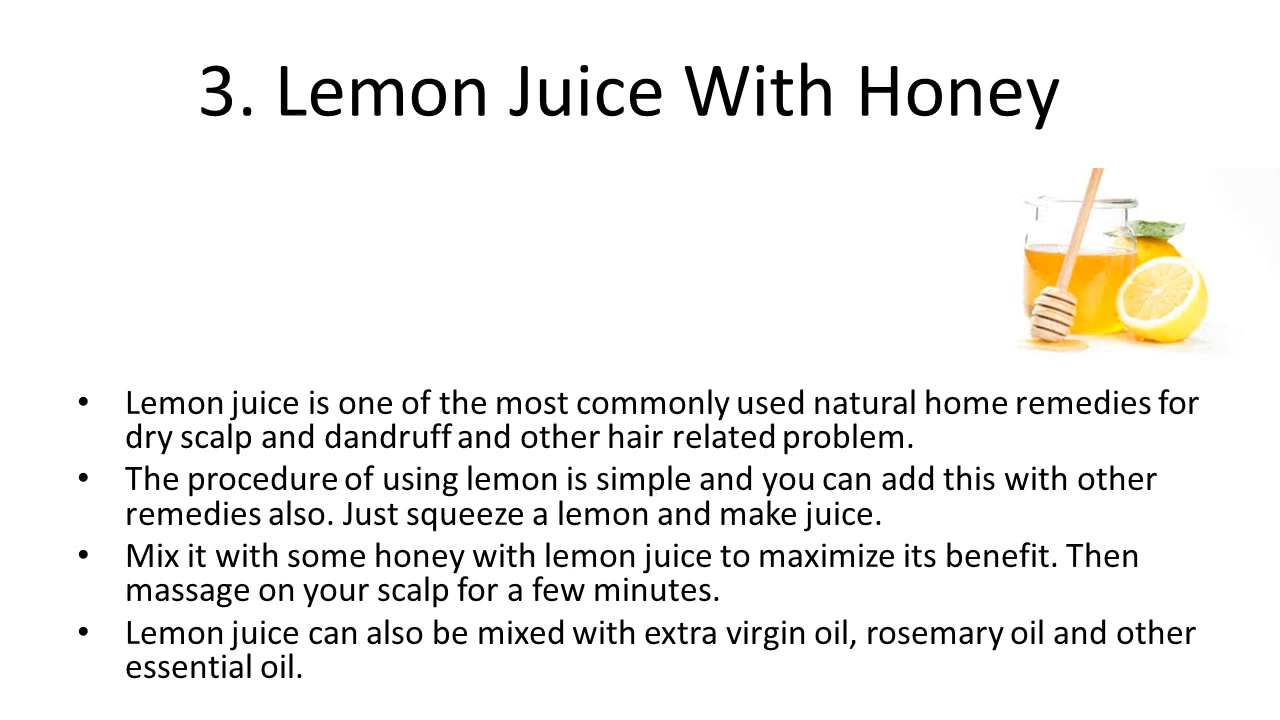 3. Lemon Juice With Honey
• Lemon juice is one of the most commonly used natural home remedies for
dry scalp and dandruff and other hair related problem.
• The procedure of using lemon is simple and you can add this with other
remedies also. Just squeeze a lemon and make juice.
• Mix it with some honey with lemon juice to maximize its benefit. Then
massage on your scalp for a few minutes.
• Lemon juice can also be mixed with extra virgin oil, rosemary oil and other
essential oil.